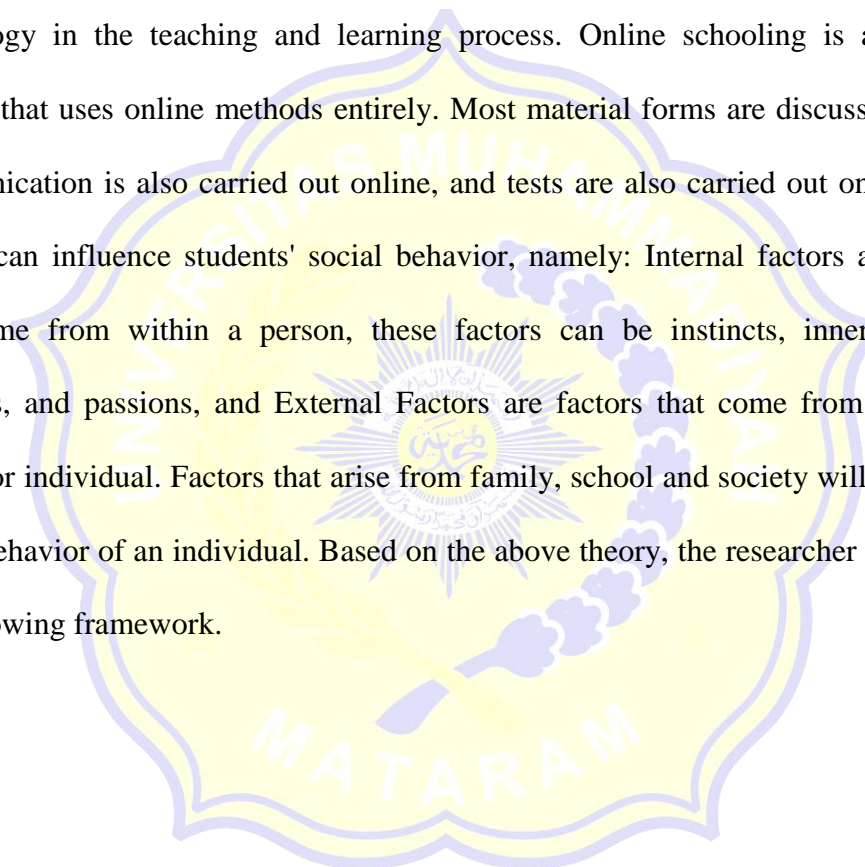 ogy in the teaching and learning process. Online schooling is a
that uses online methods entirely. Most material forms are discuss
nication is also carried out online, and tests are also carried out on
can influence students' social behavior, namely: Internal factors a
me from within a person, these factors can be instincts, inner
s, and passions, and External Factors are factors that come from
or individual. Factors that arise from family, school and society will
ehavior of an individual. Based on the above theory, the researcher
owing framework.
UNIVERSITAS MUHAMMADIYAH
MATARAM